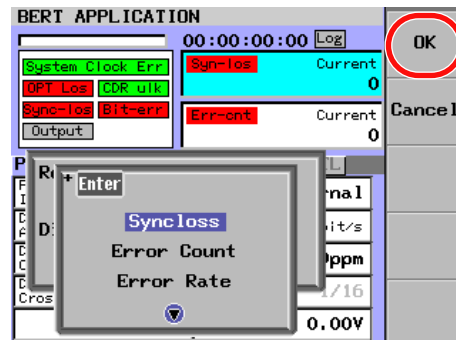 BERT APPLICATION
00:00:00:00 Log
OK
System Clock Err
Syn-los Current
0
OPT Los CDR ulk
Sync-los Bit-err
Err-cnt Current
0
Output
Cancel
Enter
Syncloss
Error Count
Error Rate
rnal
it/s
0ppm
Cros
1/16
0.00V